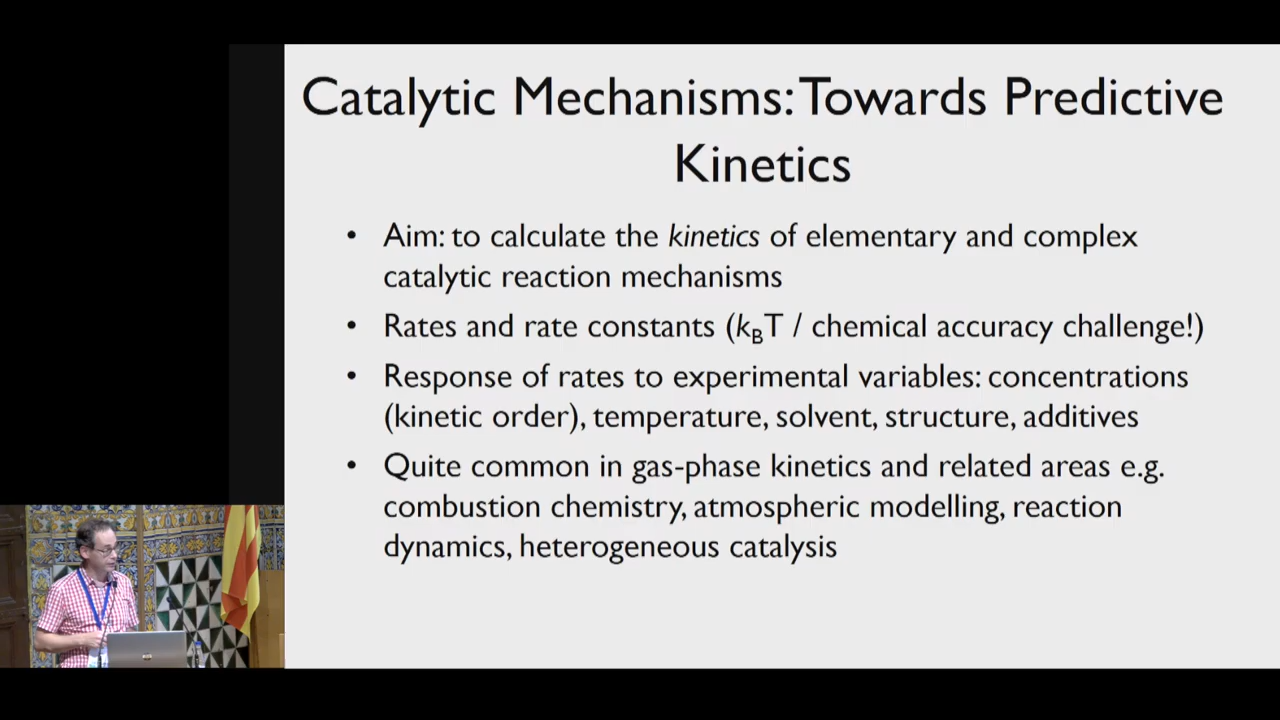 Catalytic Mechanisms: Towards Predictive
Kinetics
• Aim: to calculate the kinetics of elementary and complex
catalytic reaction mechanisms
• Rates and rate constants (kBT / chemical accuracy challenge!)
• Response of rates to experimental variables: concentrations
(kinetic order), temperature, solvent, structure, additives
• Quite common in gas-phase kinetics and related areas e.g.
combustion chemistry, atmospheric modelling, reaction
dynamics, heterogeneous catalysis